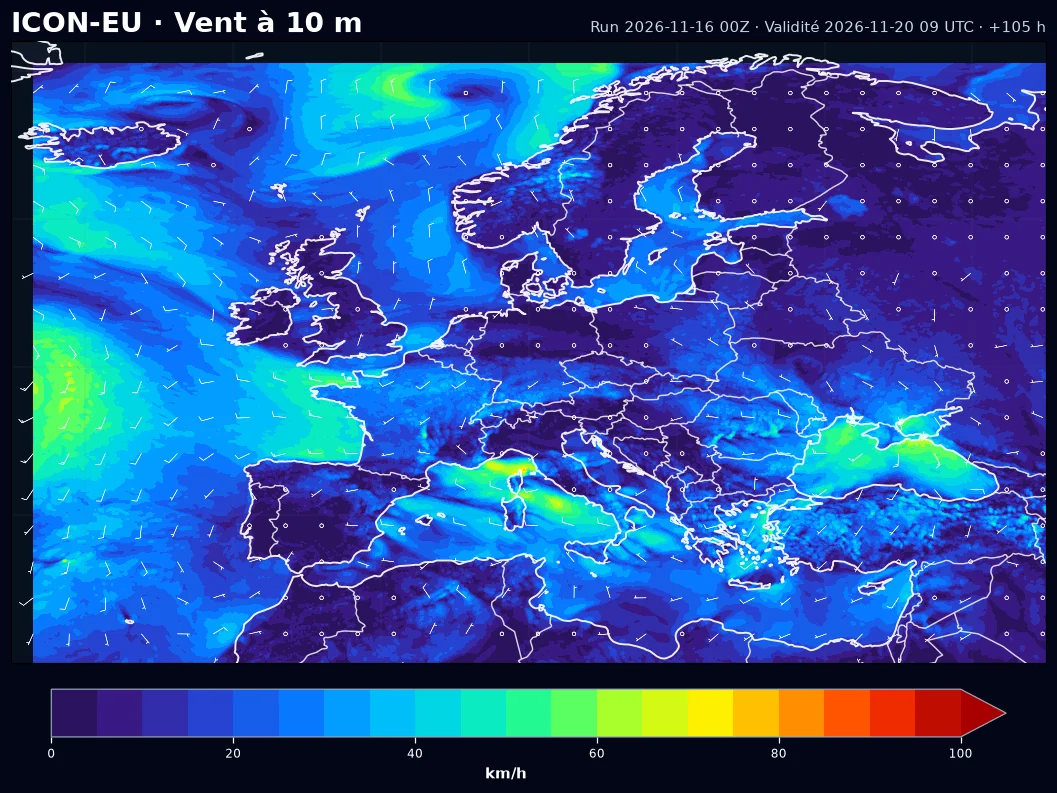 ICON-EU · Vent à 10 m
Run 2026-11-16 00Z · Validité 2026-11-20 09 UTC · +105 h
0 20 40 60 80 100
km/h